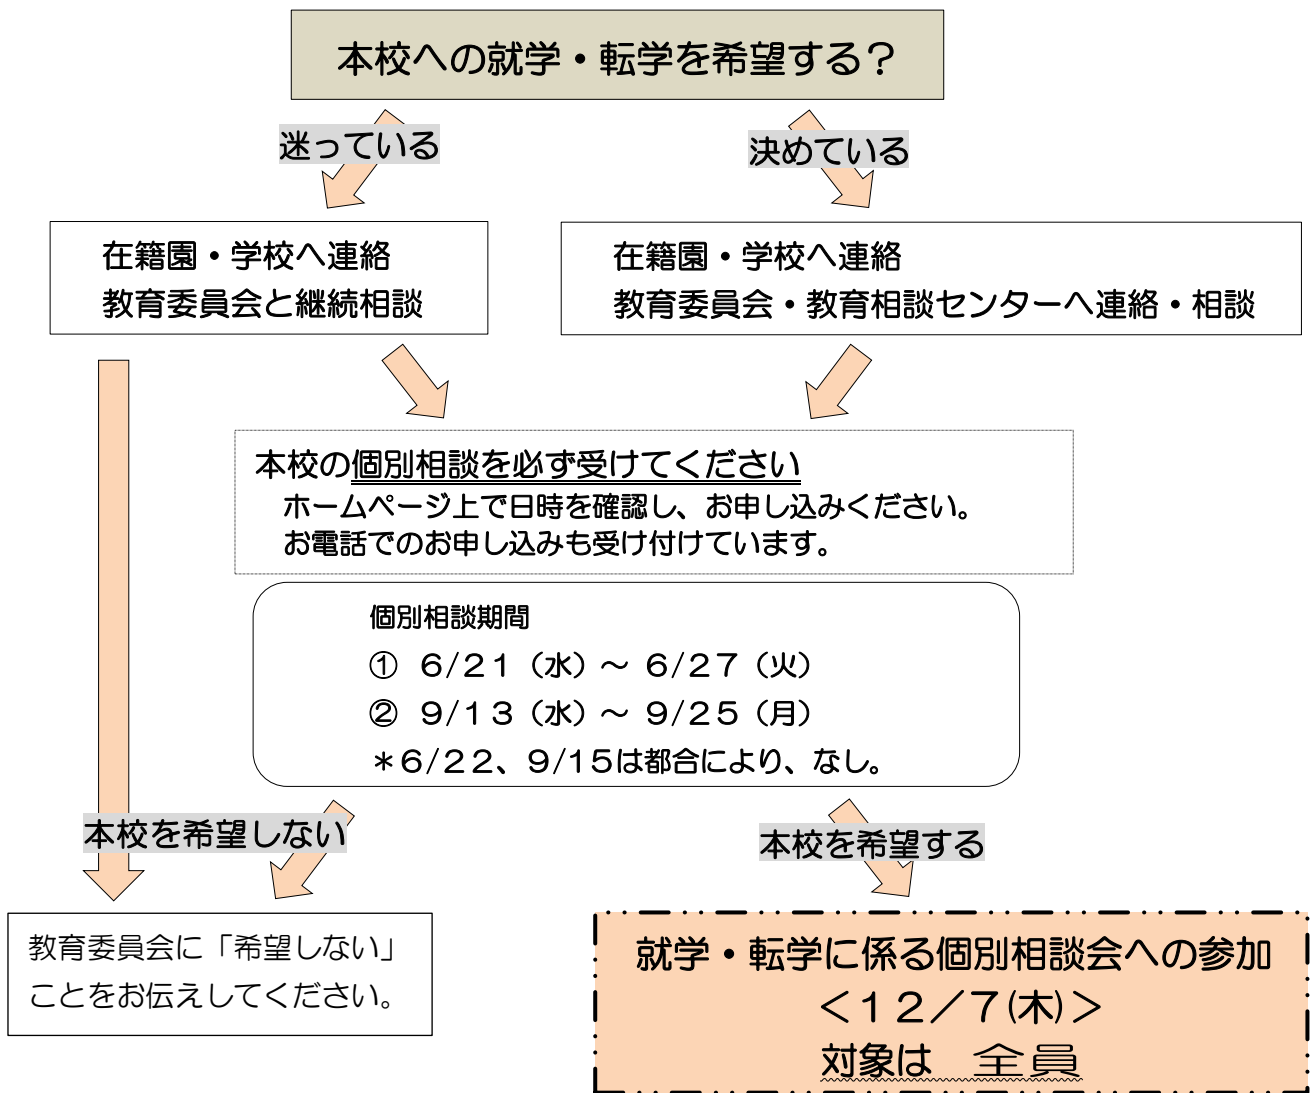 本校への就学・転学を希望する？
迷っている
決めている
在籍園・学校へ連絡
教育委員会と継続相談
在籍園・学校へ連絡
教育委員会・教育相談センターへ連絡・相談
本校の個別相談を必ず受けてください
ホームページ上で日時を確認し、お申し込みください。
お電話でのお申し込みも受け付けています。
個別相談期間
① ６/２１（水）～ ６/２７（火）
② ９/１３（水）～ ９/２５（月）
＊６/２２、９/１５は都合により、なし。
本校を希望しない
本校を希望する
教育委員会に「希望しない」
ことをお伝えしてください。
就学・転学に係る個別相談会への参加
＜１２／７(木)＞
対象は　全員